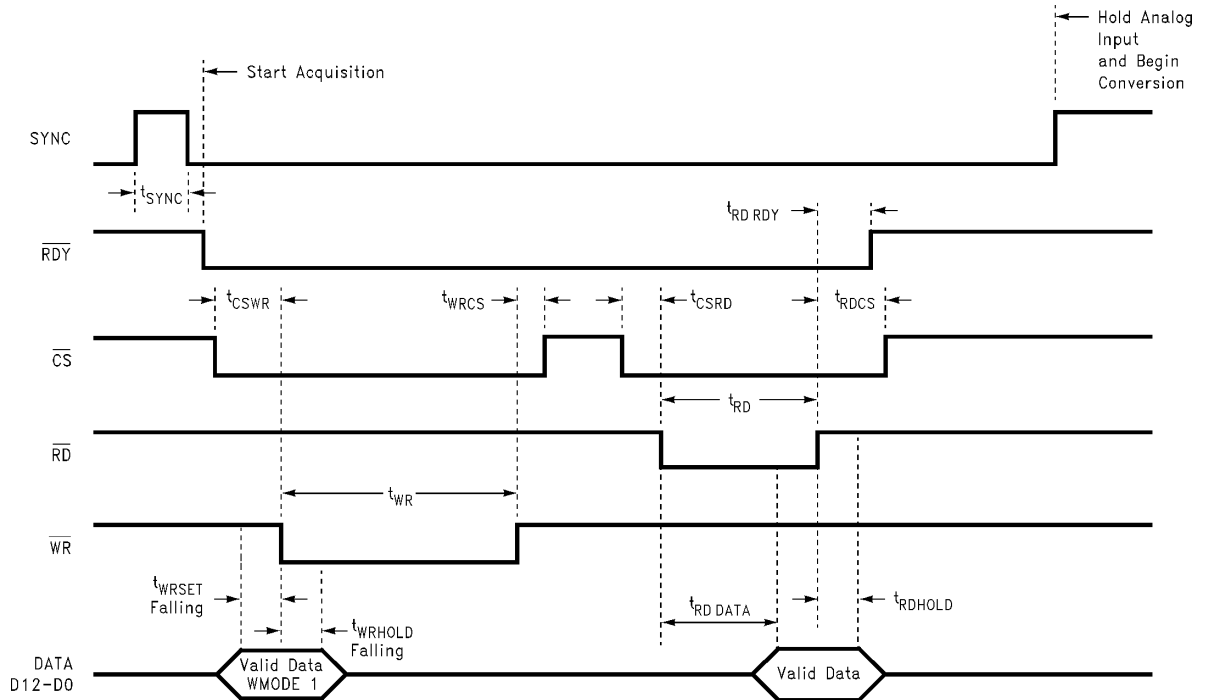 Hold Analog
Input
and Begin
Conversion
Start Acquisition
SYNC
tSYNC
tRD RDY
RDY
tCSWR
tWRCS
tCSRD
tRDCS
CS
tRD
RD
tWR
WR
tWRSET
Falling
tWRHOLD
Falling
tRD DATA
tRDHOLD
DATA
D12-D0
Valid Data
WMODE 1
Valid Data